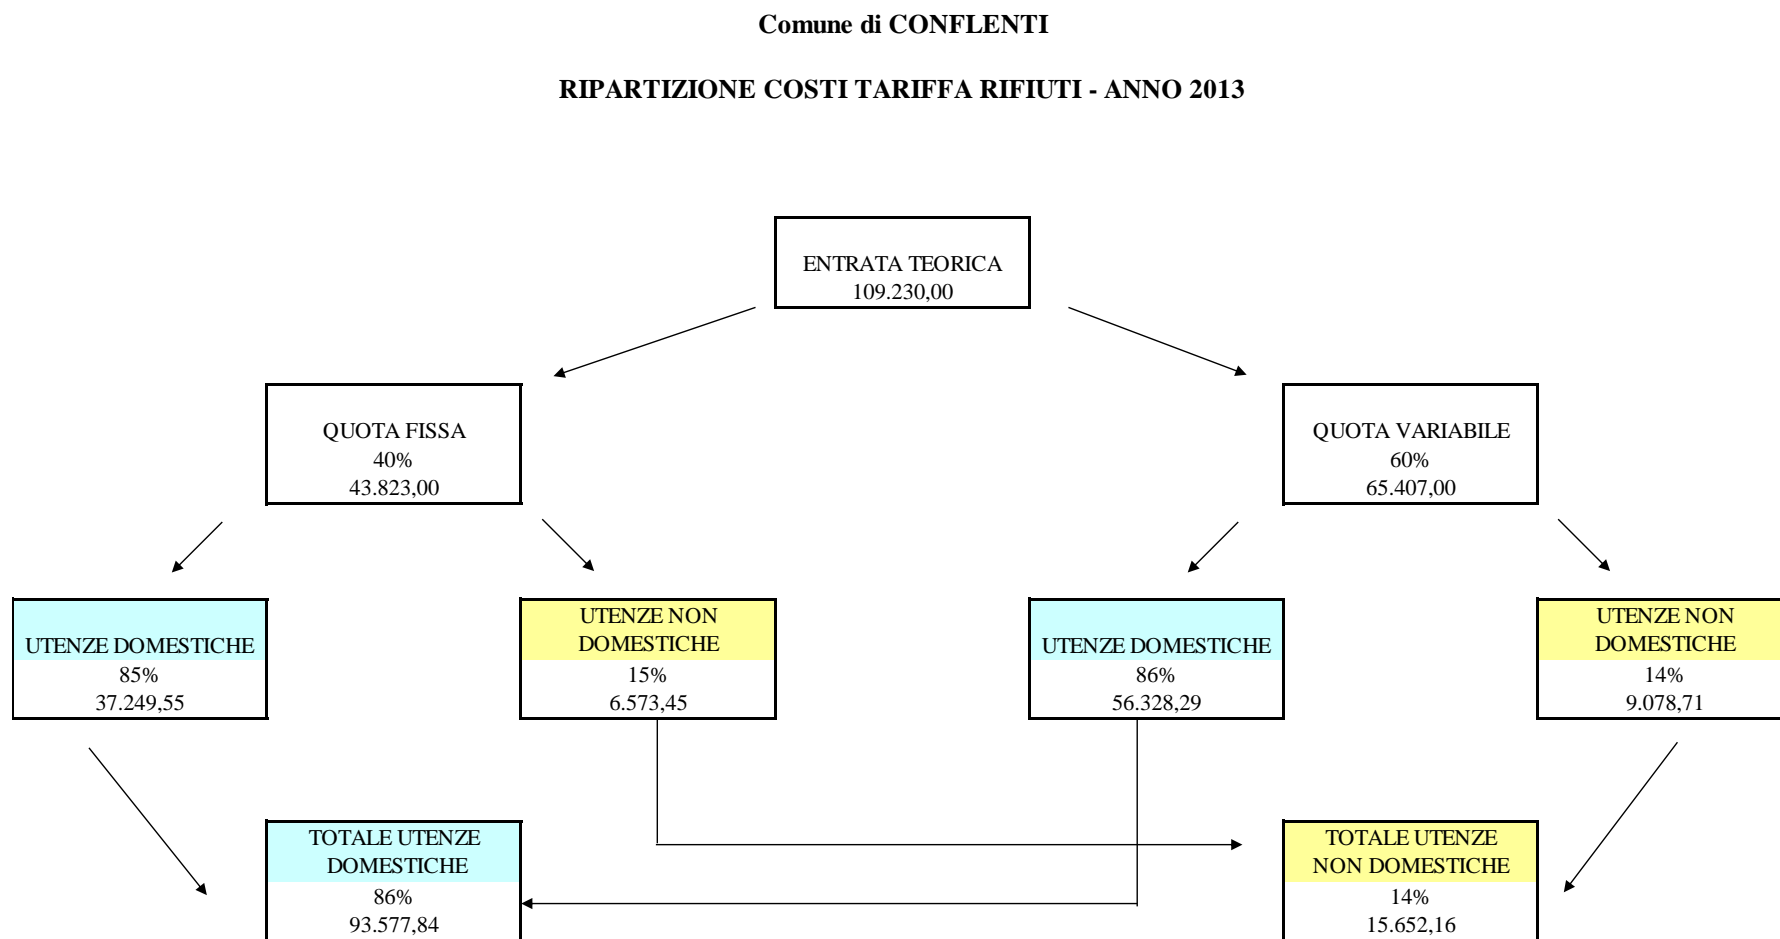 Comune di CONFLENTI
RIPARTIZIONE COSTI TARIFFA RIFIUTI - ANNO 2013
ENTRATA TEORICA
109.230,00
QUOTA FISSA
40%
43.823,00
QUOTA VARIABILE
60%
65.407,00
UTENZE DOMESTICHE
85%
37.249,55
UTENZE NON
DOMESTICHE
15%
6.573,45
UTENZE DOMESTICHE
86%
56.328,29
UTENZE NON
DOMESTICHE
14%
9.078,71
TOTALE UTENZE
DOMESTICHE
86%
93.577,84
TOTALE UTENZE
NON DOMESTICHE
14%
15.652,16